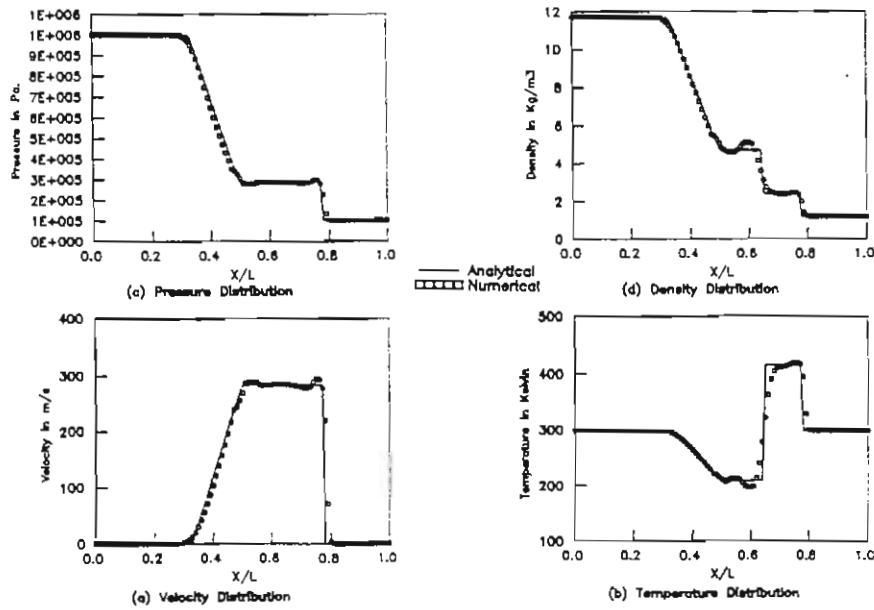 1E+006
9E+005
8E+005
7E+005
6E+005
5E+005
4E+005
3E+005
2E+005
1E+005
0E+000
Pressure in Pa.
0.0 0.2 0.4 0.6 0.8 1.0
X/L
(c) Pressure Distribution
12
10
8
6
4
2
0
Density in Kg/m3
0.0 0.2 0.4 0.6 0.8 1.0
X/L
(d) Density Distribution
Analytical
Numerical
400
300
200
100
0
Velocity in m/s
0.0 0.2 0.4 0.6 0.8 1.0
X/L
(a) Velocity Distribution
500
400
300
200
100
Temperature in Kelvin
0.0 0.2 0.4 0.6 0.8 1.0
X/L
(b) Temperature Distribution